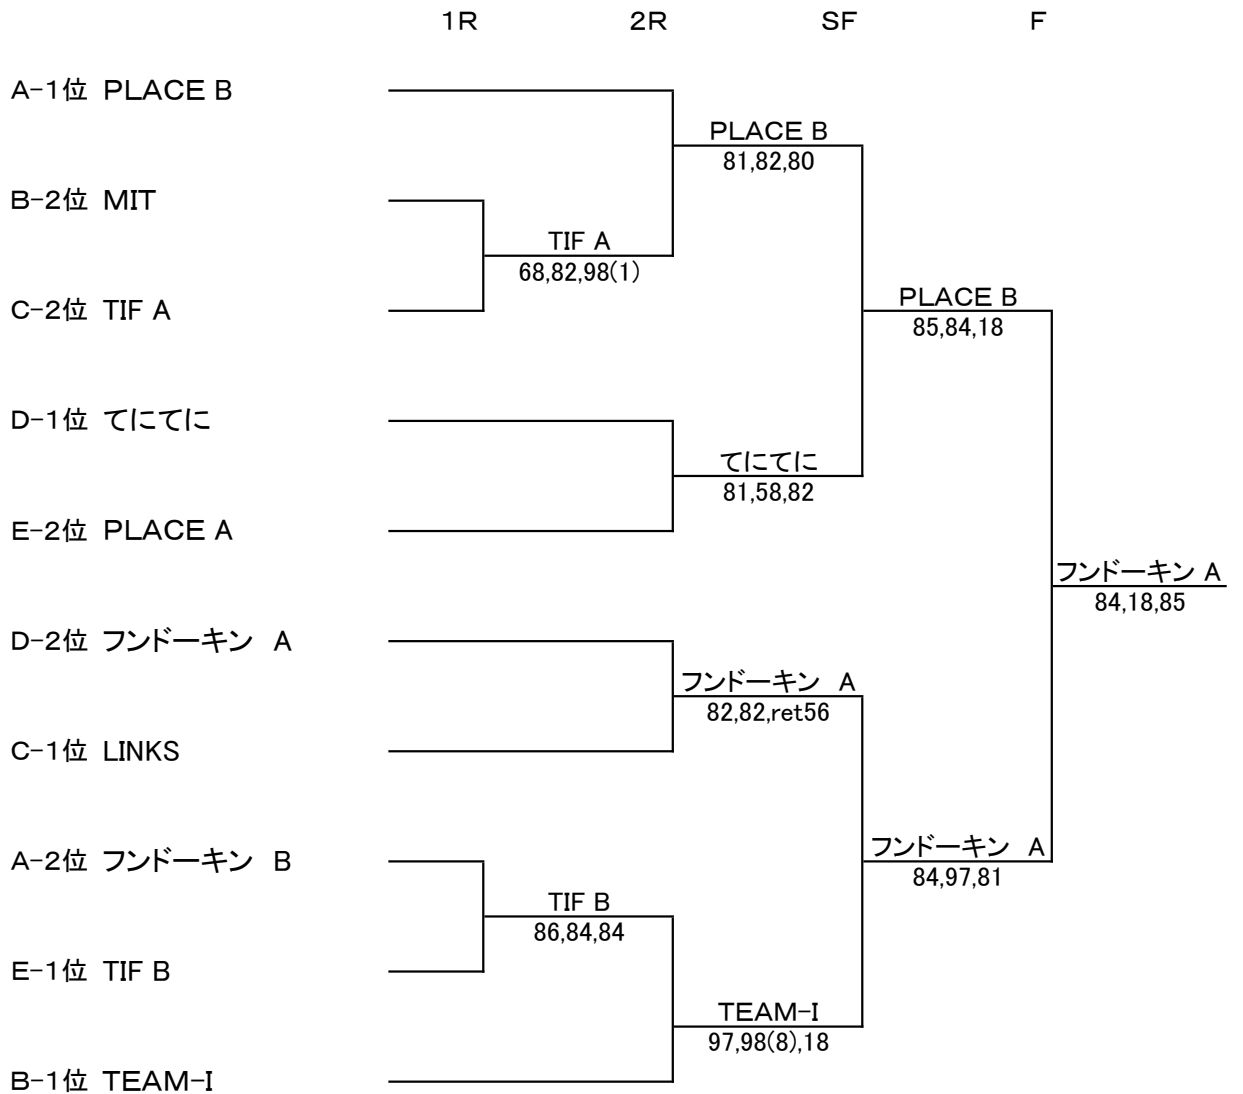 1R 2R SF F
A-1位 PLACE B
PLACE B
81,82,80
B-2位 MIT
TIF A
68,82,98(1)
C-2位 TIF A
PLACE B
85,84,18
D-1位 てにてに
てにてに
81,58,82
E-2位 PLACE A
フンドーキン A
84,18,85
D-2位 フンドーキン A
フンドーキン A
82,82,ret56
C-1位 LINKS
A-2位 フンドーキン B
フンドーキン A
84,97,81
TIF B
86,84,84
E-1位 TIF B
TEAM-I
97,98(8),18
B-1位 TEAM-I